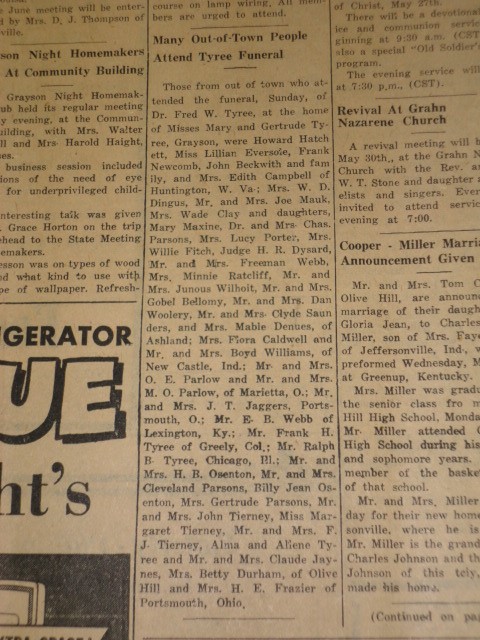 e June meeting will be enter-
d by Mrs. D. J. Thompson of
ville.
son Night Homemakers
At Community Building
Grayson Night Homemak-
ub held its regular meeting
y evening, at the Commun-
uilding, with Mrs. Walter
ll and Mrs- Harold Haight,
ses.
business session included
ions of the need of eye
for underprivileged child-
interesting talk was given
. Grace Horton on the trip
ehead to the State Meeting
emakers.
esson was on types of wood
nd what kind to use with
pe of wallpaper. Refresh-
IGERATOR
UE
ht's
course on lamp wiring. All mem-
bers are urged to attend.
Many Out-of-Town People
Attend Tyree Funeral
Those from out of town who at-
tended the funeral, Sunday, of
Dr. Fred W. Tyree, at the home
of Misses Mary and Gertrude Ty-
ree, Grayson, were Howard Hatch
ett, Miss Lillian Eversole, Frank
Newcomb, John Beckwith and fam
ily, and Mrs. Edith Campbell of
Huntington, W. Va; Mrs. W. D.
Dingus, Mr. and Mrs. Joe Mauk,
Mrs. Wade Clay and daughters,
Mary Maxine, Dr. and Mrs- Chas.
Parsons, Mrs. Lucy Porter, Mrs.
Willie Fitch, Judge H. R. Dysard,
Mr. and Mrs. Freeman Webb,
Mrs. Minnie Ratcliff, Mr. and
Mrs. Junous Wilhoit, Mr. and Mrs.
Gobel Bellomy, Mr. and Mrs. Dan
Woolery, Mr. and Mrs. Clyde Saun
ders, and Mrs. Mable Denues, of
Ashland; Mrs. Flora Caldwell and
Mr. and Mrs. Boyd Williams, of
New Castle, Ind.; Mr- and Mrs.
O. E. Parlow and Mr. and Mrs.
M. O. Parlow, of Marietta, O.; Mr.
and Mrs. J. T. Jaggers, Ports-
mouth, O.; Mr. E- B. Webb of
Lexington, Ky.; Mr. Frank H.
Tyree of Greely, Col.; Mr. Ralph
B- Tyree, Chicago, Ill.; Mr. and
Mrs. H. B. Osenton, Mr. and Mrs.
Cleveland Parsons, Billy Jean Os-
enton, Mrs. Gertrude Parsons, Mr.
and Mrs. John Tierney, Miss Mar-
garet Tierney, Mr. and Mrs. F.
J. Tierney, Alma and Allene Ty-
ree and Mr. and Mrs. Claude Jay-
nes, Mrs. Betty Durham, of Olive
Hill and Mrs. H. E. Frazier of
Portsmouth, Ohio.
of Christ, May 27th.
There will be a devotiona
ice and communion servic
ginning at 9:30 a.m. (CST
also a special "Old Soldier's
program.
The evening service will
at 7:30 p.m., (CST).
Revival At Grahn
Nazarene Church
A revival meeting will b
May 30th., at the Grahn N
Church with the Rev. a
W. T. Stone and daughter a
elists and singers. Ever
invited to attend servic
evening at 7:00.
Cooper - Miller Marria
Announcement Given
Mr. and Mrs. Tom C
Olive Hill, are announc
marriage of their daugh
Gloria Jean, to Charles
Miller, son of Mrs. Faye
of Jeffersonville, Ind., w
preformed Wednesday, M
at Greenup, Kentucky.
Mrs. Miller was gradu
the senior class fro m
Hill High School, Monda
Mr- Miller attended C
High School during his
and sophomore years.
member of the baske
of that school.
Mr. and Mrs. Miller
day for their new home
sonville, where he is
Mr. Miller is the grand
Charles Johnson and th
Johnson of this
made his home.
(Continued on pa